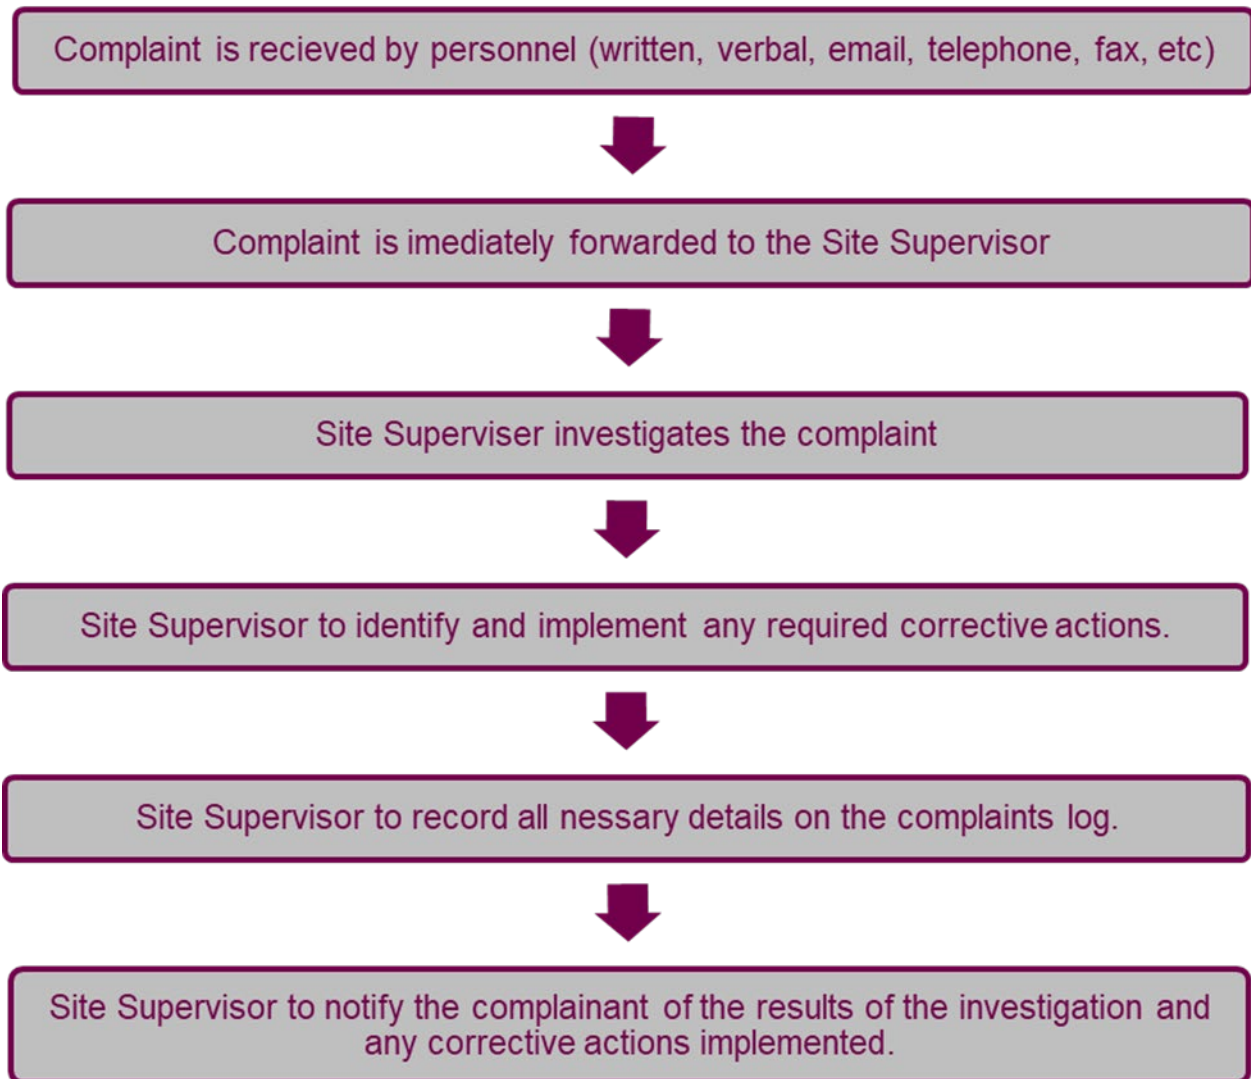 Complaint is recieved by personnel (written, verbal, email, telephone, fax, etc)
Complaint is imediately forwarded to the Site Supervisor
Site Superviser investigates the complaint
Site Supervisor to identify and implement any required corrective actions.
Site Supervisor to record all nessary details on the complaints log.
Site Supervisor to notify the complainant of the results of the investigation and
any corrective actions implemented.